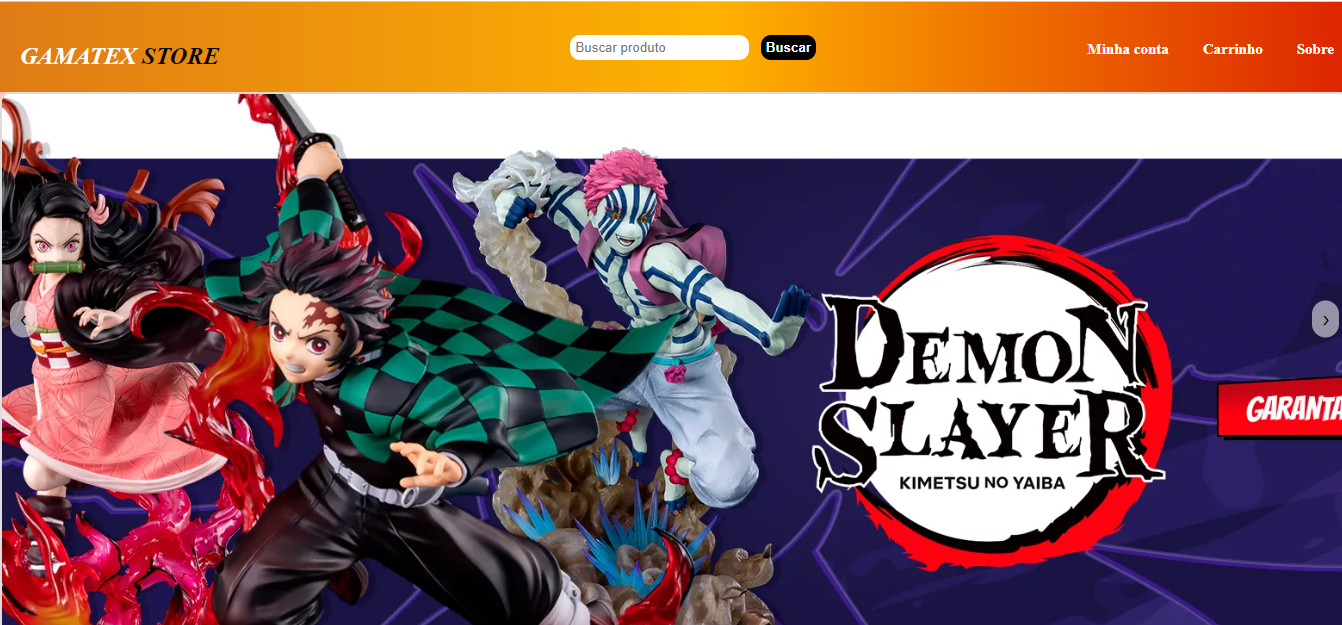 GAMATEX STORE
Buscar produto
Buscar
Minha conta
Carrinho
Sobre
DEMON
SLAYER
KIMETSU NO YAIBA
GARANTA